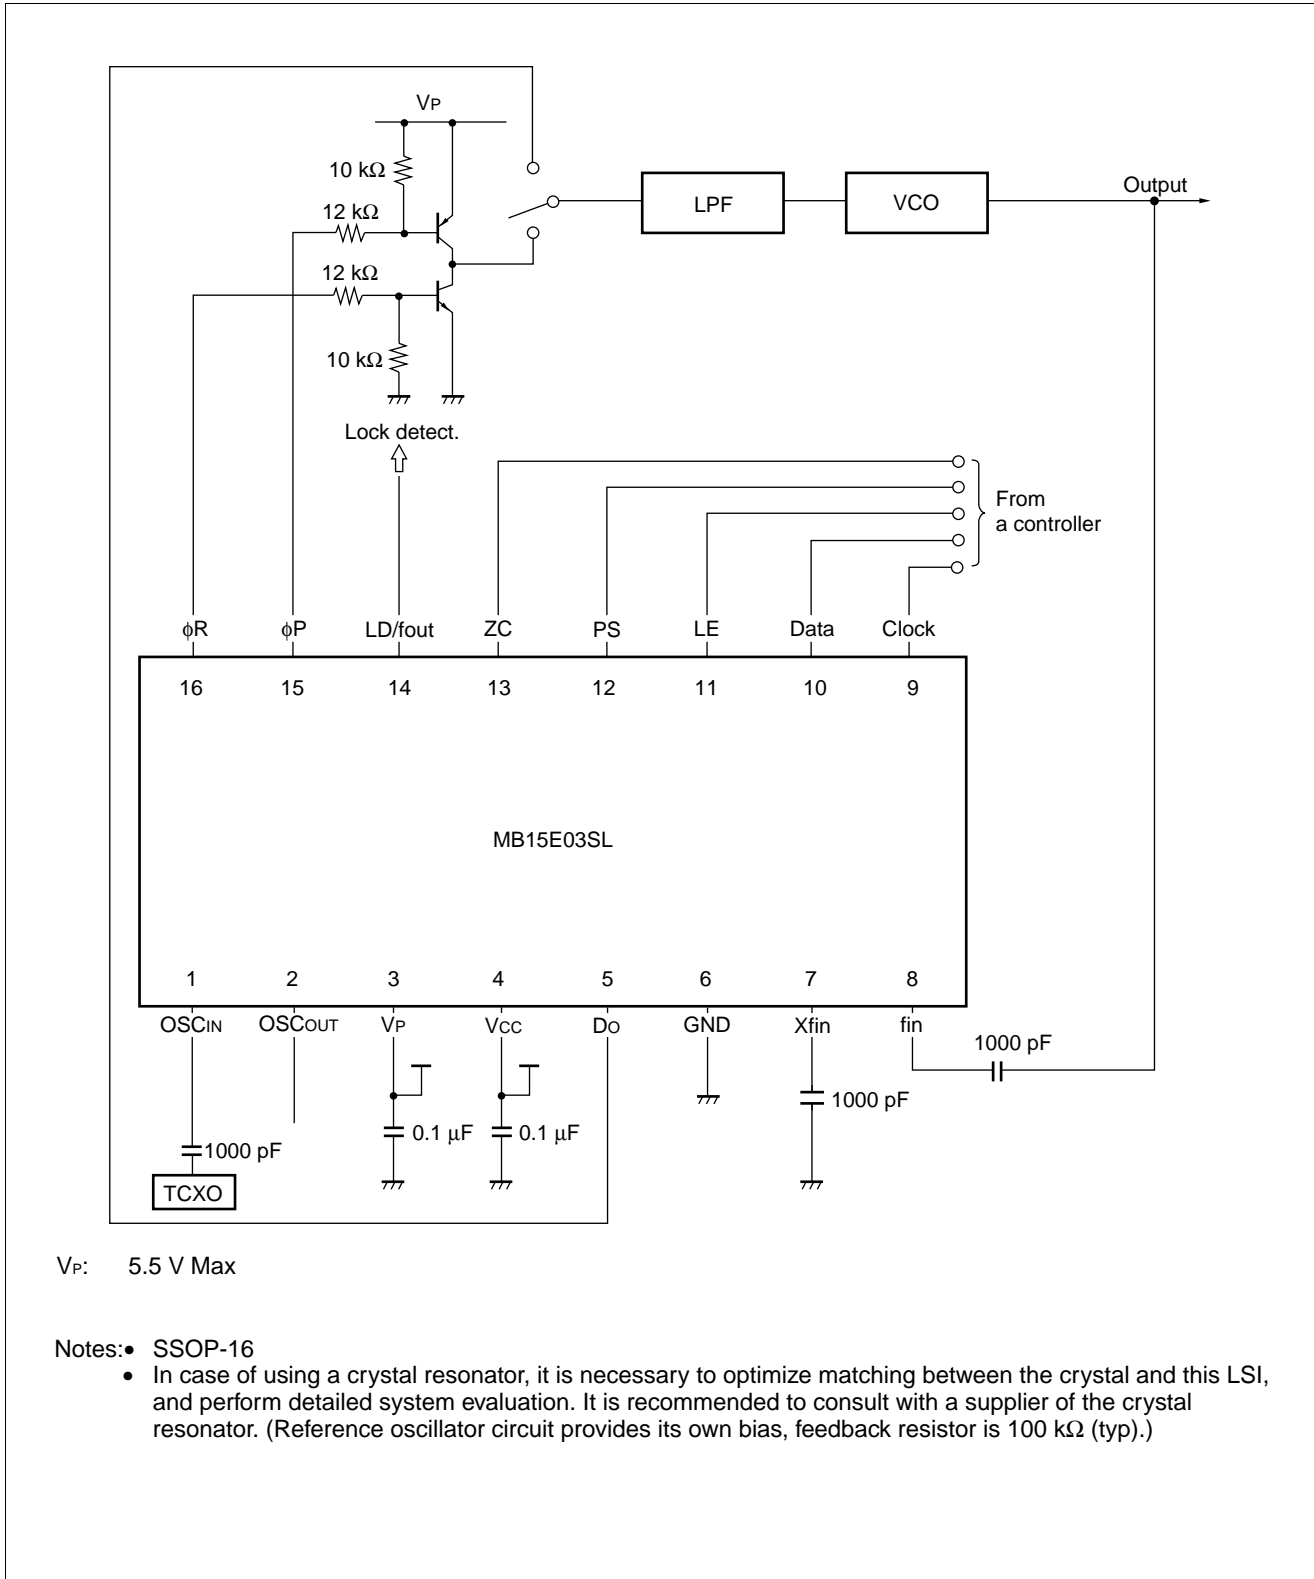 VP
10 kΩ
12 kΩ
12 kΩ
10 kΩ
LPF
VCO
Output
Lock detect.
From
a controller
φR φP LD/fout ZC PS LE Data Clock
16 15 14 13 12 11 10 9
MB15E03SL
1 2 3 4 5 6 7 8
OSCIN OSCOUT VP VCC DO GND Xfin fin
1000 pF
1000 pF
0.1 μF
0.1 μF
1000 pF
TCXO
VP: 5.5 V Max
Notes:• SSOP-16
• In case of using a crystal resonator, it is necessary to optimize matching between the crystal and this LSI,
and perform detailed system evaluation. It is recommended to consult with a supplier of the crystal
resonator. (Reference oscillator circuit provides its own bias, feedback resistor is 100 kΩ (typ).)